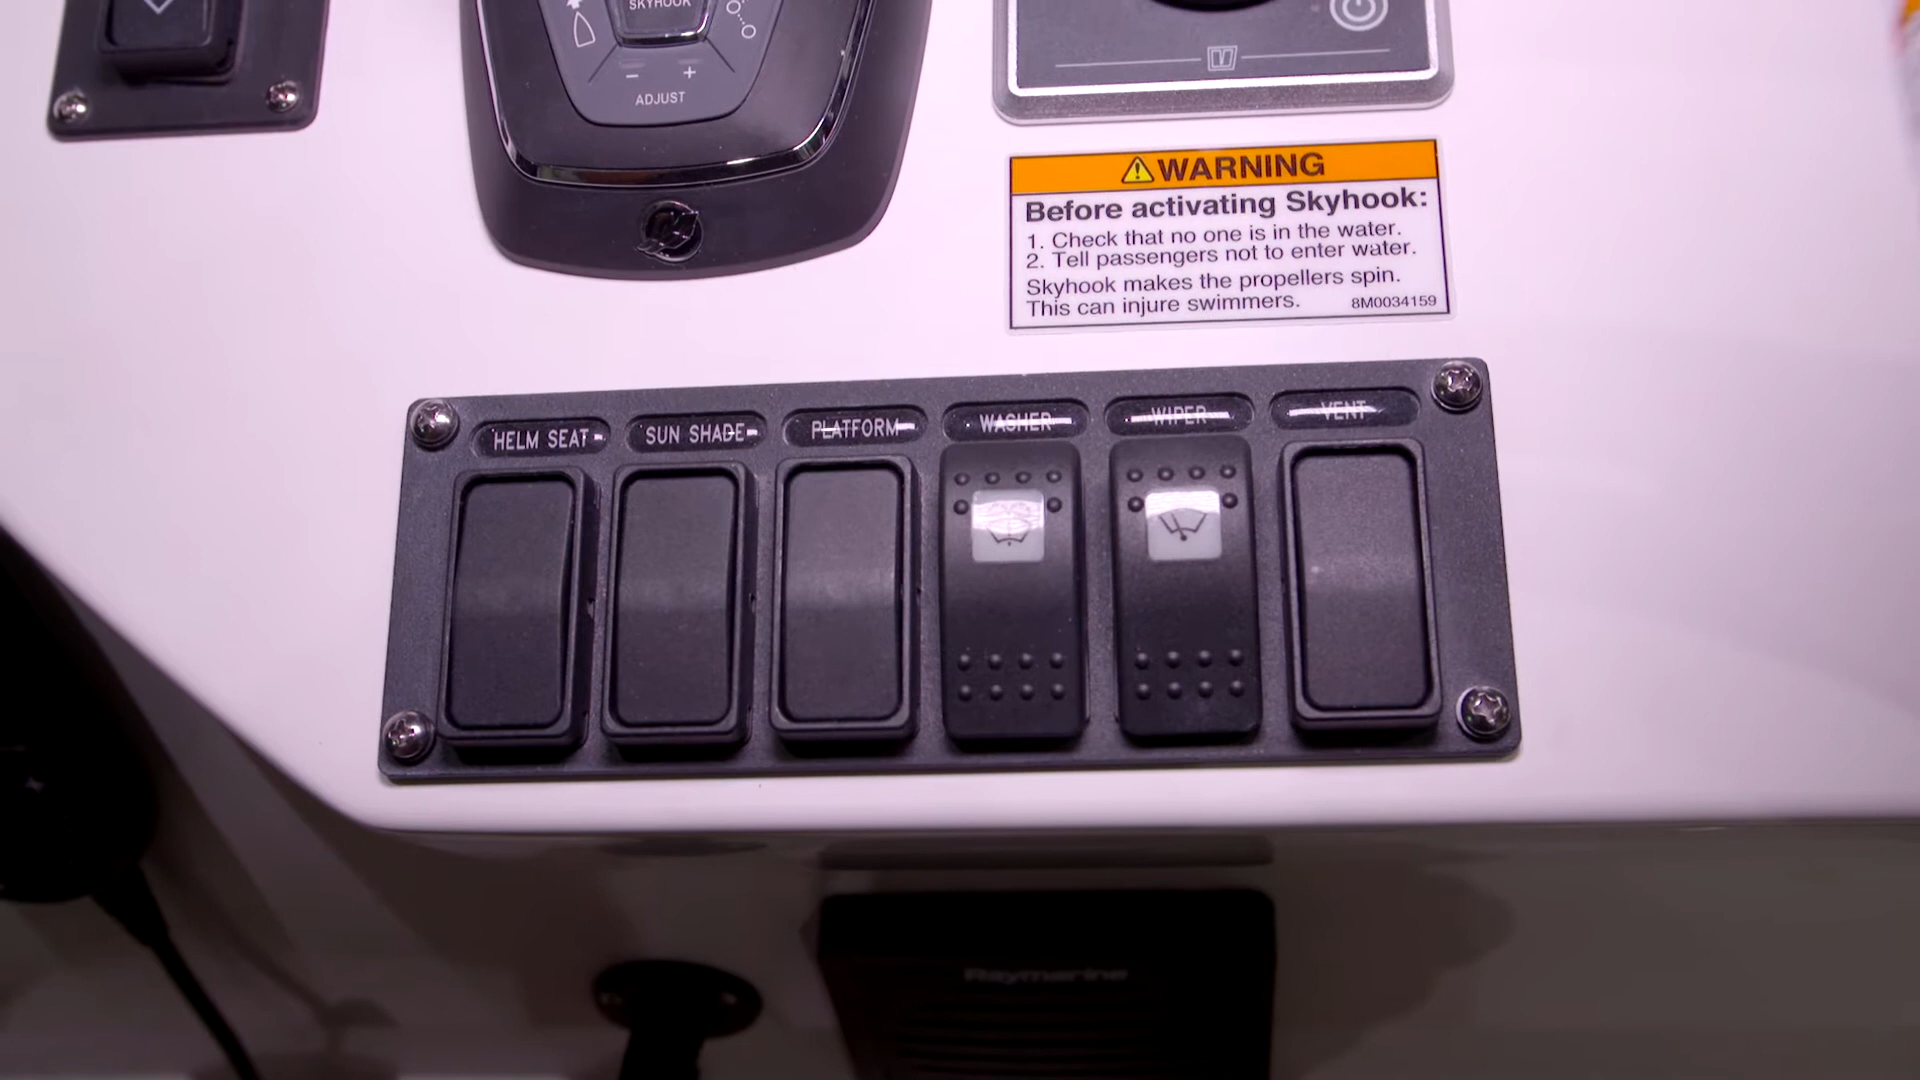 SKYHOOK
− +
ADJUST
WARNING
Before activating Skyhook:
1. Check that no one is in the water.
2. Tell passengers not to enter water.
Skyhook makes the propellers spin.
This can injure swimmers. 8M0034159
HELM SEAT SUN SHADE PLATFORM WASHER WIPER VENT
Raymarine